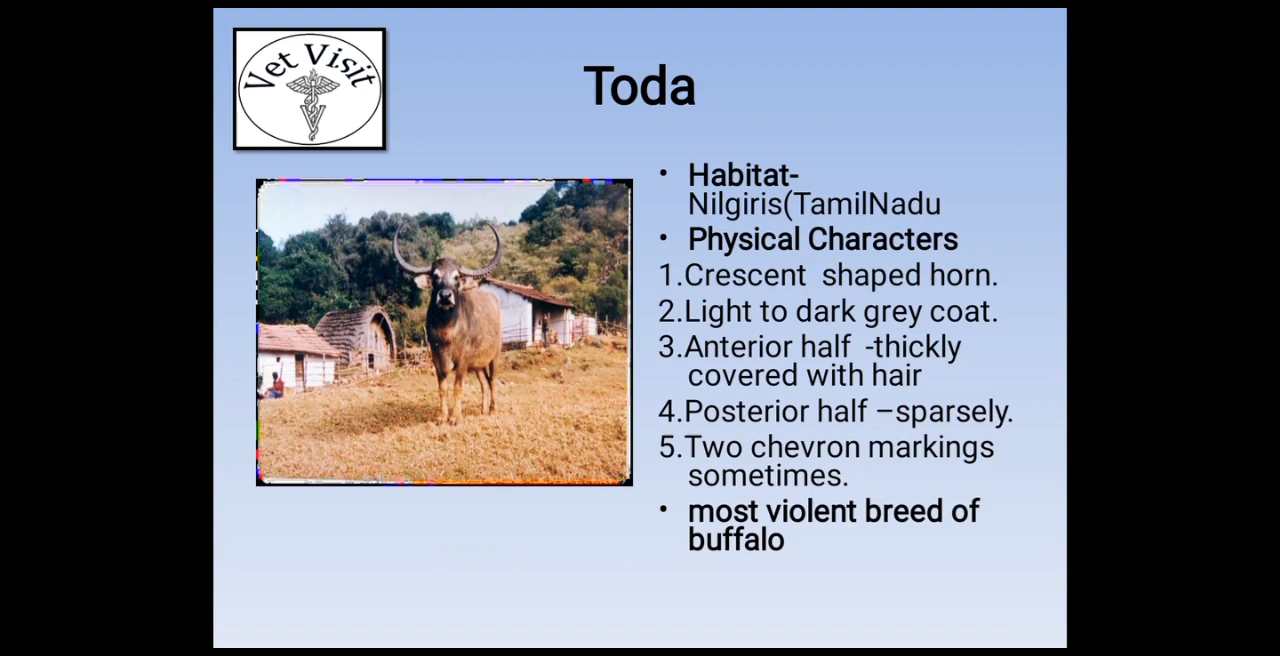 Vet Visit
Toda
• Habitat-
Nilgiris(TamilNadu
• Physical Characters
1.Crescent shaped horn.
2.Light to dark grey coat.
3.Anterior half -thickly
covered with hair
4.Posterior half –sparsely.
5.Two chevron markings
sometimes.
• most violent breed of
buffalo